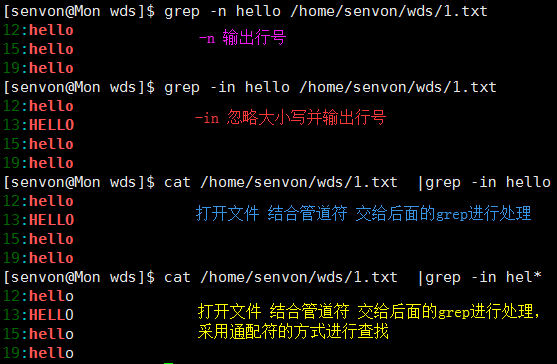 [senvon@Mon wds]$ grep -n hello /home/senvon/wds/1.txt
12:hello
-n 输出行号
15:hello
19:hello
[senvon@Mon wds]$ grep -in hello /home/senvon/wds/1.txt
12:hello
-in 忽略大小写并输出行号
13:HELLO
15:hello
19:hello
[senvon@Mon wds]$ cat /home/senvon/wds/1.txt  |grep -in hello
12:hello
打开文件 结合管道符 交给后面的grep进行处理
13:HELLO
15:hello
19:hello
[senvon@Mon wds]$ cat /home/senvon/wds/1.txt  |grep -in hel*
12:hello
打开文件 结合管道符 交给后面的grep进行处理,
13:HELLO
采用通配符的方式进行查找
15:hello
19:hello